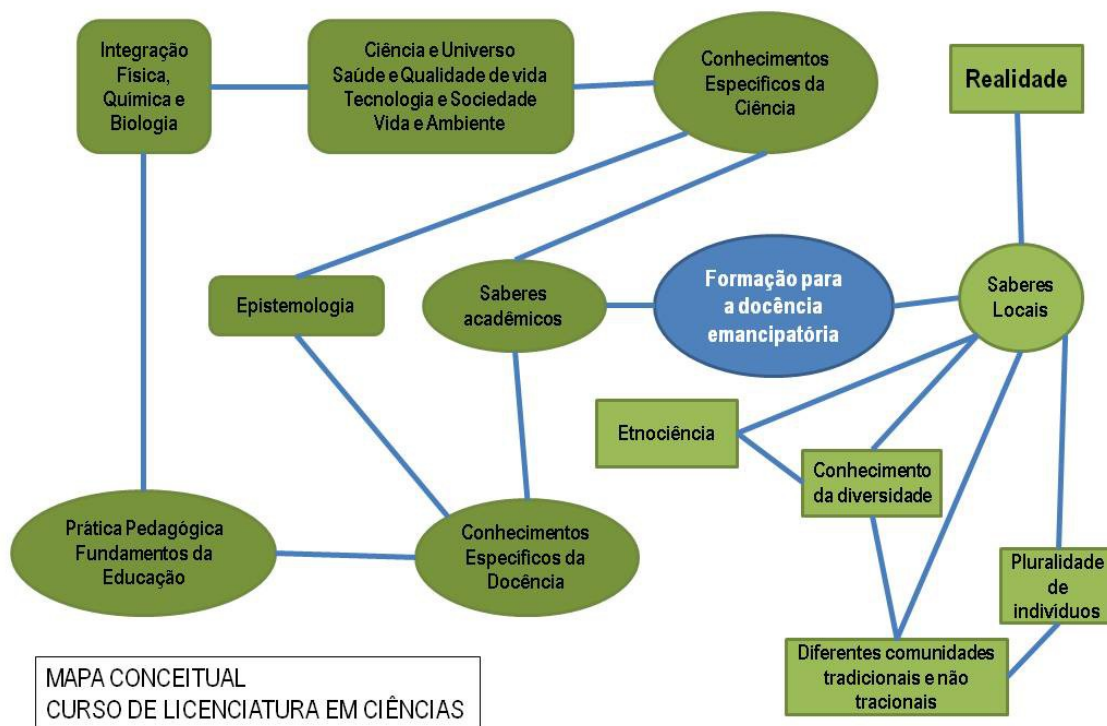 Integração
Física,
Química e
Biologia
Ciência e Universo
Saúde e Qualidade de vida
Tecnologia e Sociedade
Vida e Ambiente
Conhecimentos
Específicos da
Ciência
Realidade
Epistemologia
Saberes
acadêmicos
Formação para
a docência
emancipatória
Saberes
Locais
Etnociência
Conhecimento
da diversidade
Prática Pedagógica
Fundamentos da
Educação
Conhecimentos
Específicos da
Docência
Pluralidade
de
indivíduos
Diferentes comunidades
tradicionais e não
tracionais
MAPA CONCEITUAL
CURSO DE LICENCIATURA EM CIÊNCIAS